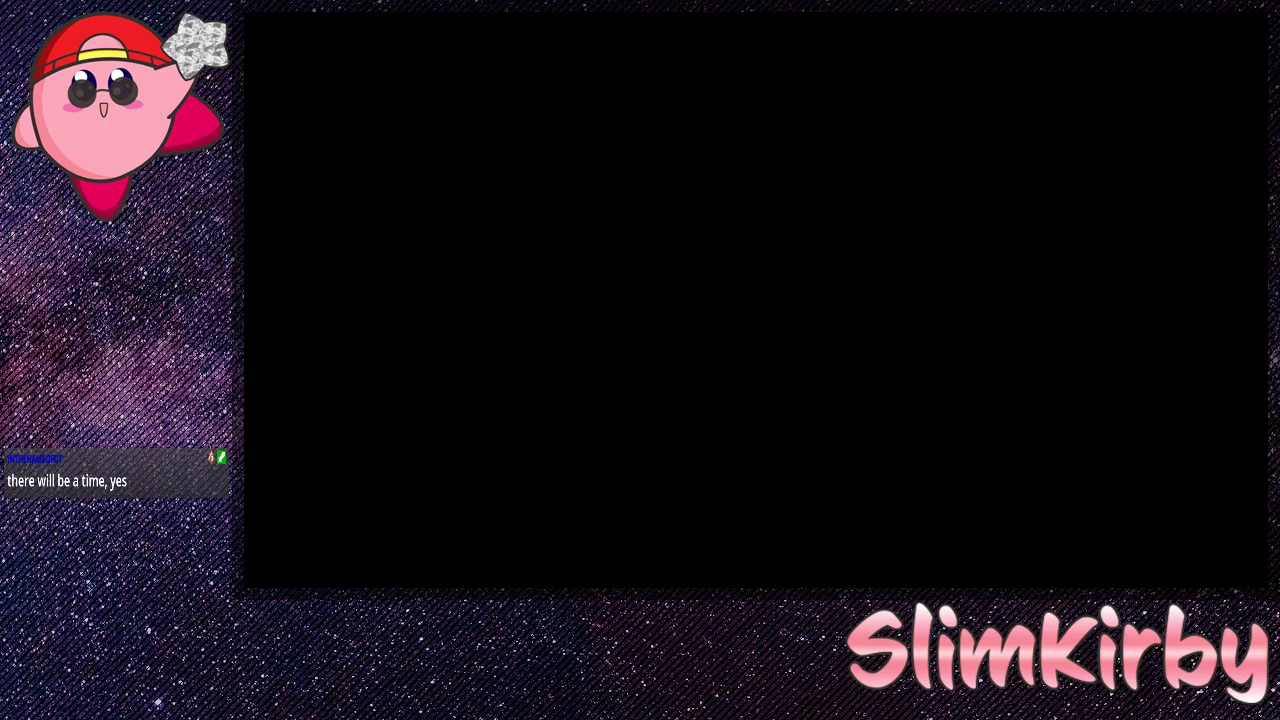 there will be a time, yes
SlimKirby